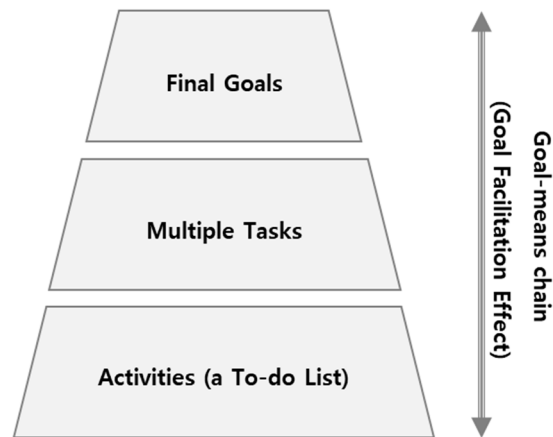 Final Goals
Multiple Tasks
Activities (a To-do List)
Goal-means chain
(Goal Facilitation Effect)